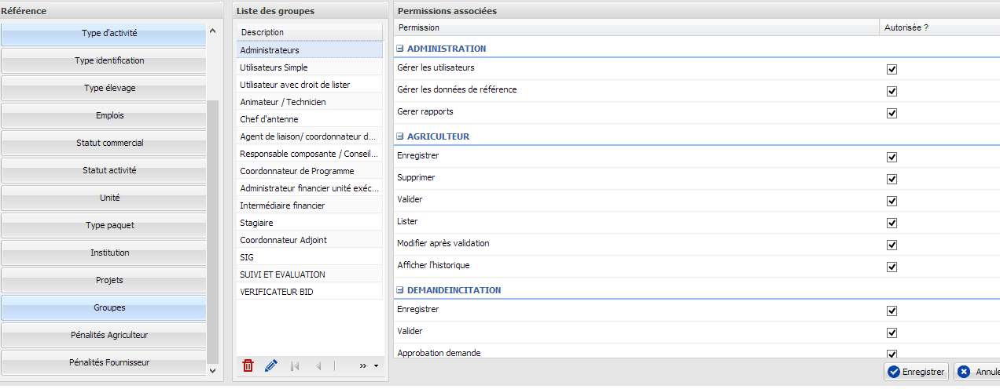 Référence
Type d'activité
Type identification
Type élevage
Emplois
Statut commercial
Statut activité
Unité
Type paquet
Institution
Projets
Groupes
Pénalités Agriculteur
Pénalités Fournisseur
Liste des groupes
Description
Administrateurs
Utilisateurs Simple
Utilisateur avec droit de lister
Animateur / Technicien
Chef d'antenne
Agent de liaison/ coordonnateur d...
Responsable composante / Conseil...
Coordonnateur de Programme
Administrateur financier unité exéc...
Intermédiaire financier
Stagiaire
Coordonnateur Adjoint
SIG
SUIVI ET EVALUATION
VERIFICATEUR BID
Permissions associées
Permission Autorisée ?
ADMINISTRATION
Gérer les utilisateurs
Gérer les données de référence
Gerer rapports
AGRICULTEUR
Enregistrer
Supprimer
Valider
Lister
Modifier après validation
Afficher l'historique
DEMANDEINCITATION
Enregistrer
Valider
Approbation demande
Enregistrer Annule